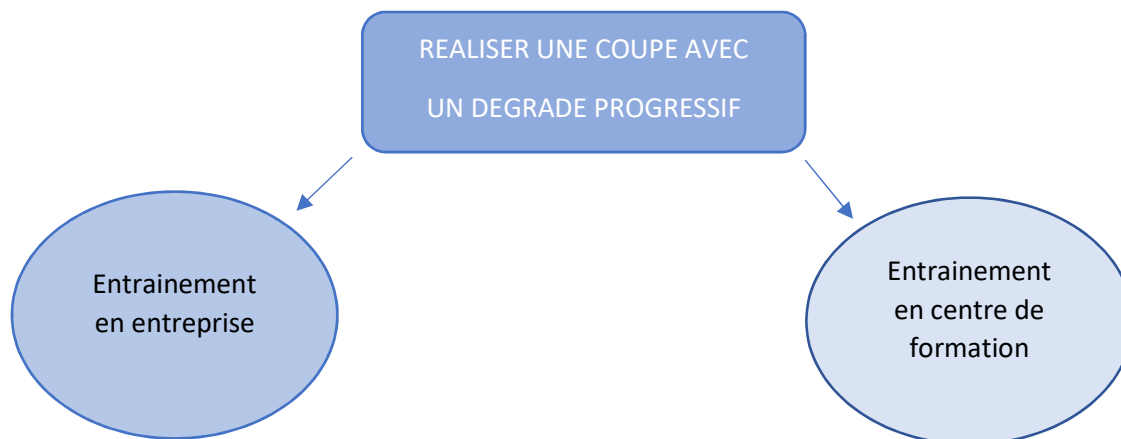 REALISER UNE COUPE AVEC
UN DEGRADE PROGRESSIF
Entrainement
en entreprise
Entrainement
en centre de
formation